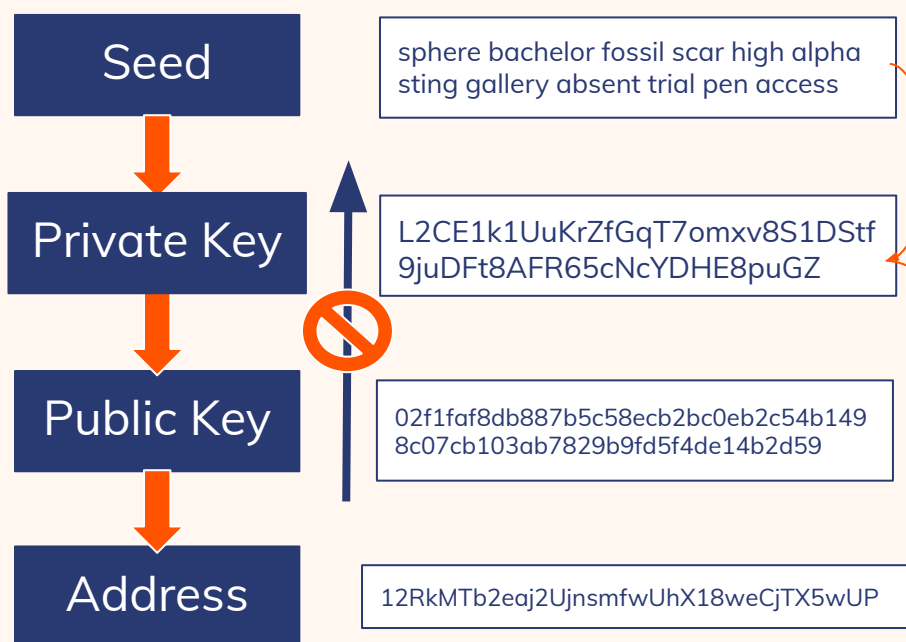 Seed
sphere bachelor fossil scar high alpha
sting gallery absent trial pen access
Private Key
L2CE1k1UuKrZfGqT7omxv8S1DStf
9juDFt8AFR65cNcYDHE8puGZ
Public Key
02f1faf8db887b5c58ecb2bc0eb2c54b149
8c07cb103ab7829b9fd5f4de14b2d59
Address
12RkMTb2eaj2UjnsmfwUhX18weCjTX5wUP